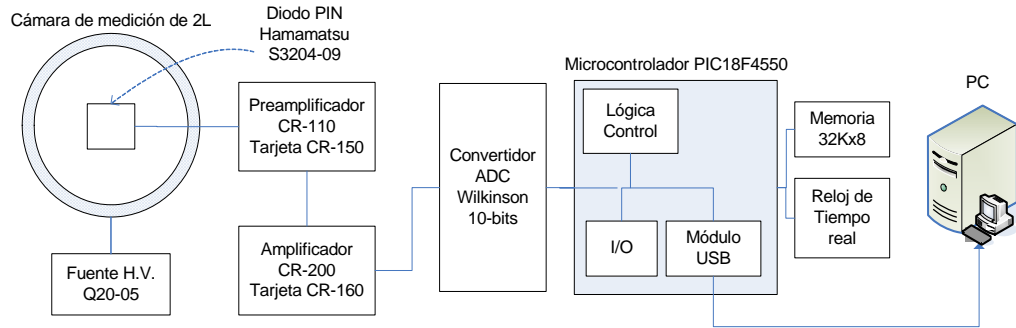 Cámara de medición de 2L
Diodo PIN
Hamamatsu
S3204-09
Preamplificador
CR-110
Tarjeta CR-150
Fuente H.V.
Q20-05
Amplificador
CR-200
Tarjeta CR-160
Convertidor
ADC
Wilkinson
10-bits
Microcontrolador PIC18F4550
Lógica
Control
I/O
Módulo
USB
Memoria
32Kx8
Reloj de
Tiempo
real
PC